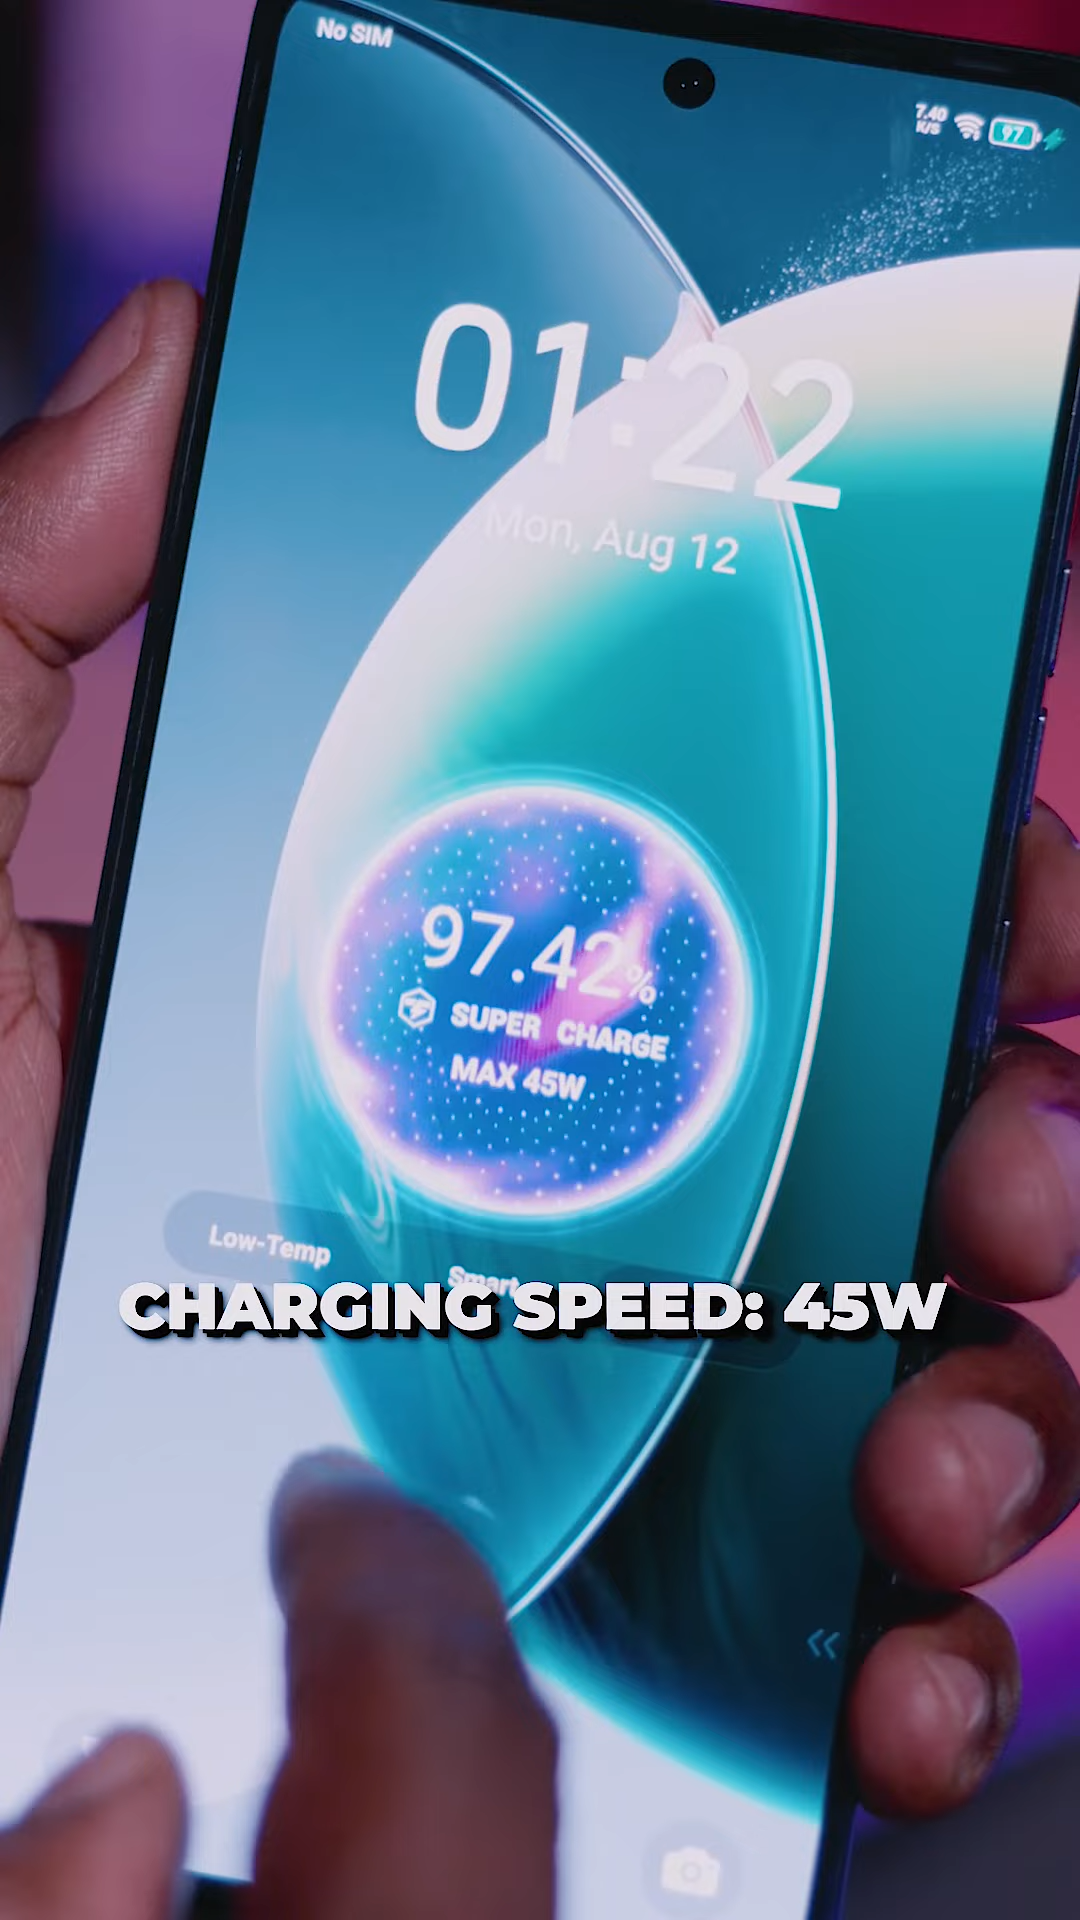 No SIM
7.40
K/S
97
01:22
Mon, Aug 12
97.42%
SUPER CHARGE
MAX 45W
Low-Temp
Smart
CHARGING SPEED: 45W